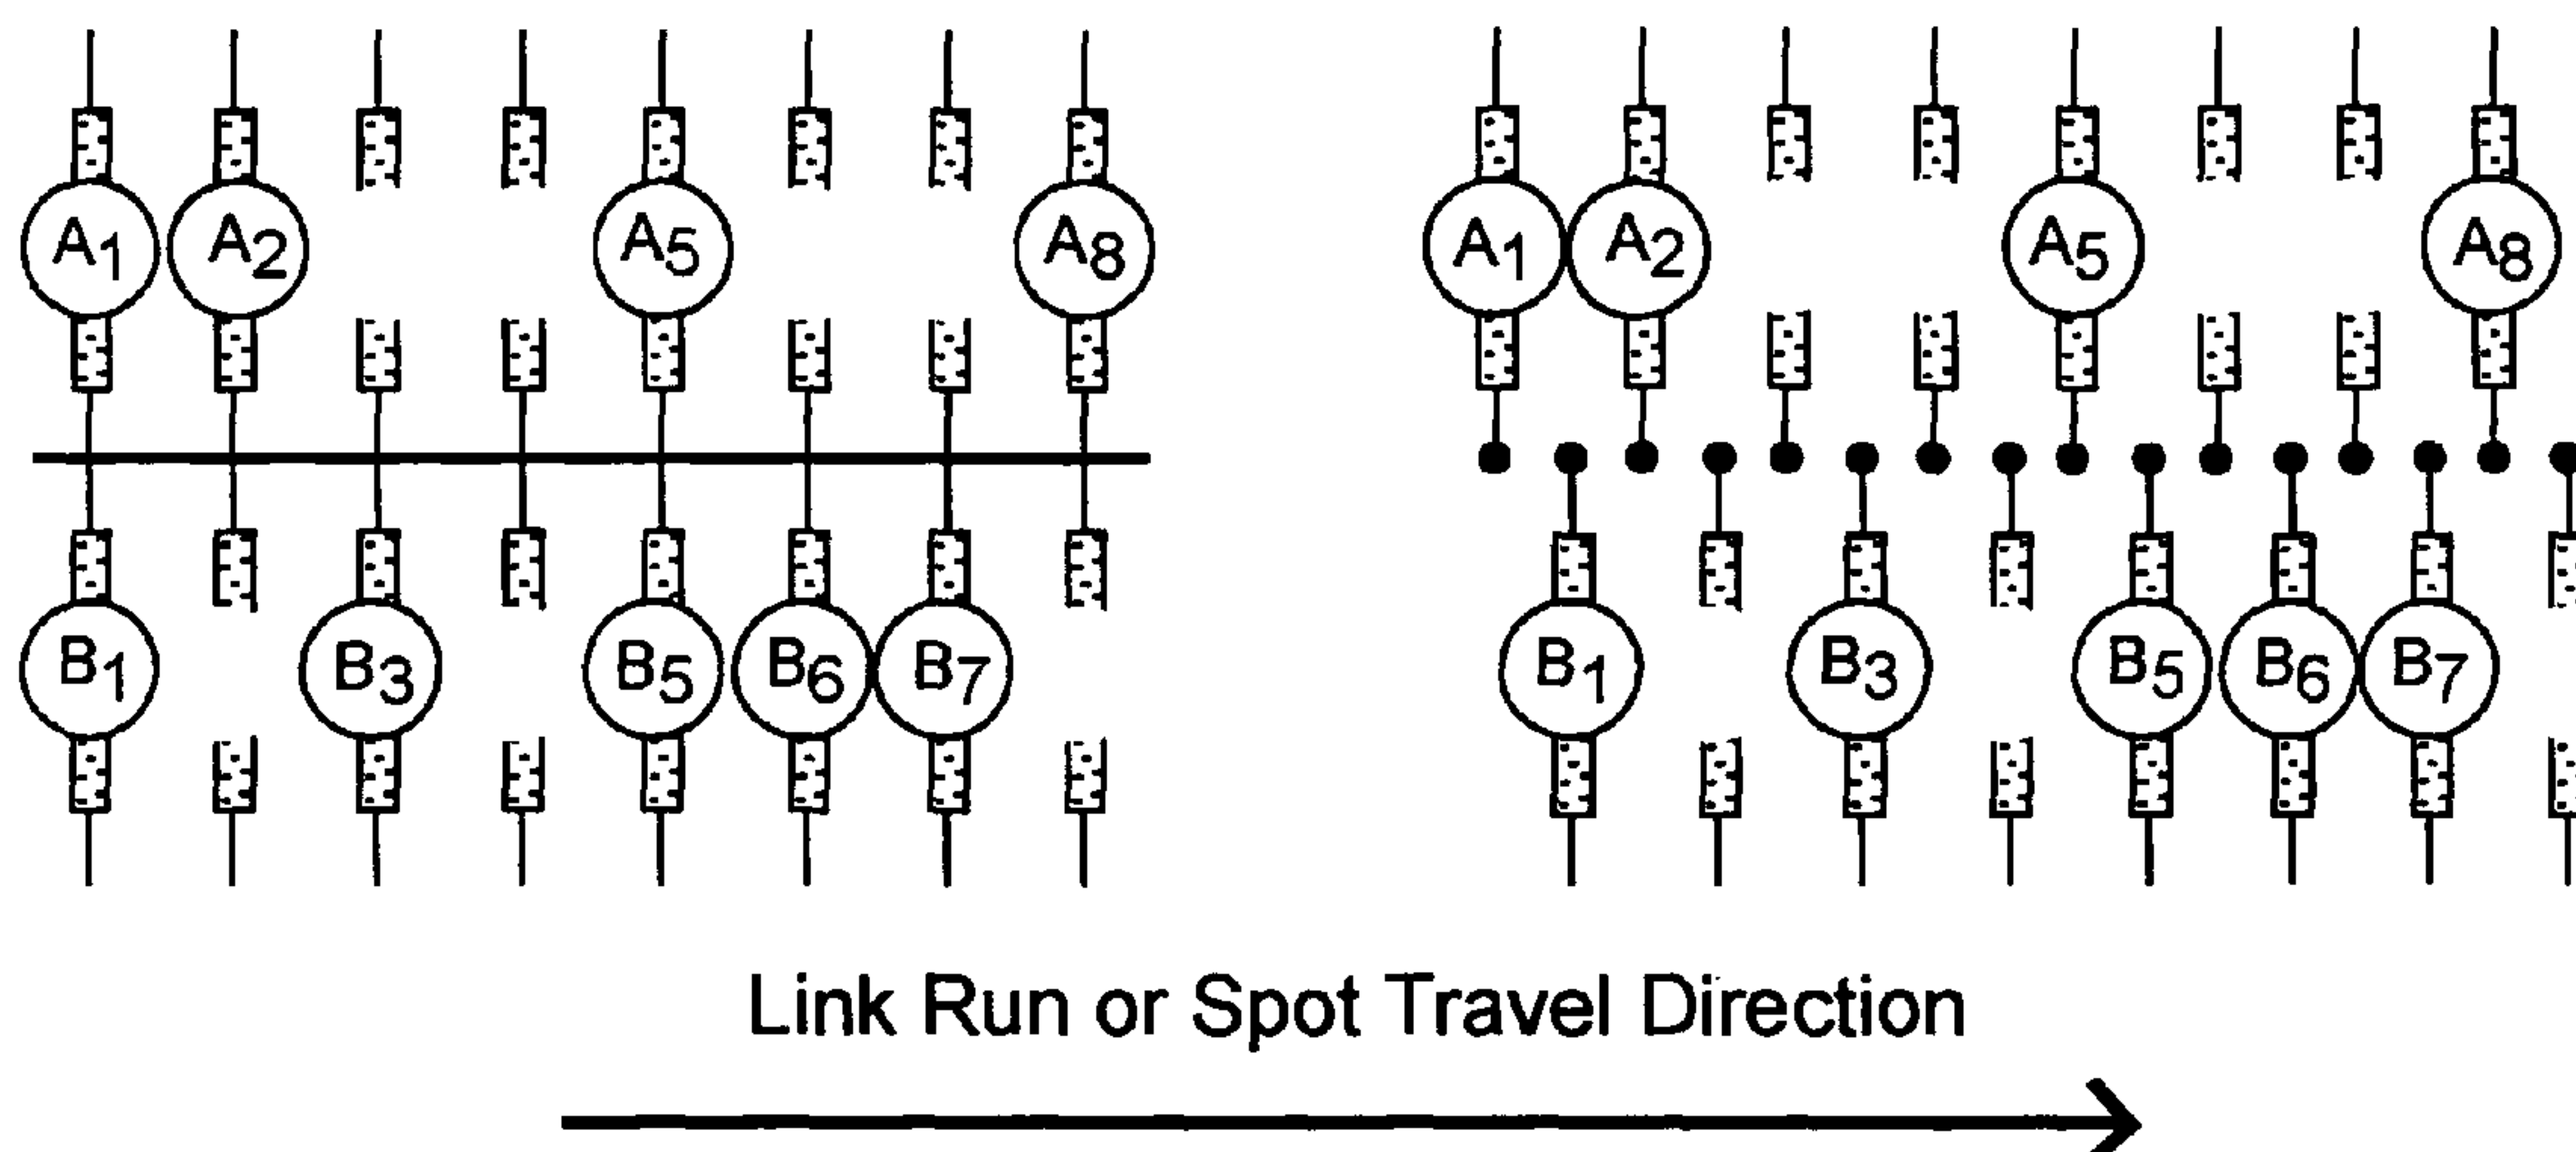 A1 A2 A5 A8 A1 A2 A5 A8
B1 B3 B5 B6 B7 B1 B3 B5 B6 B7
Link Run or Spot Travel Direction